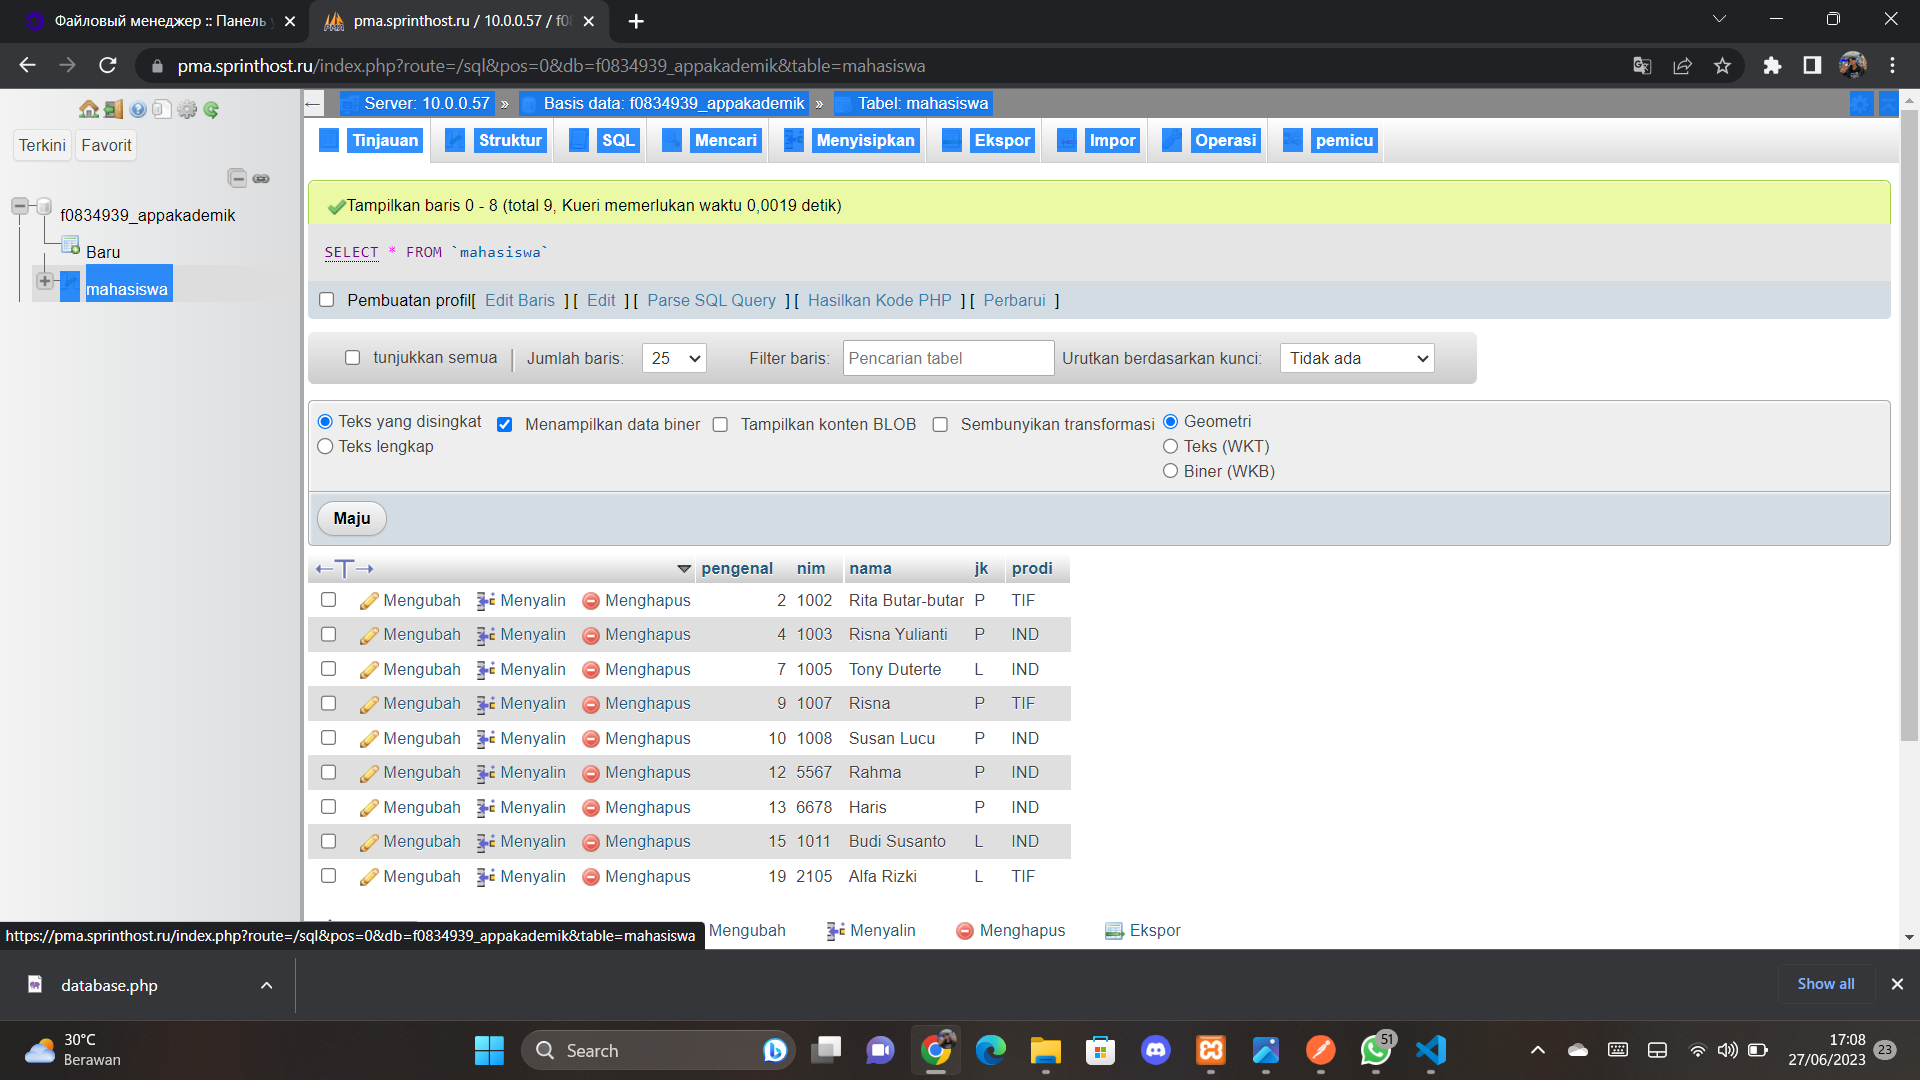 Файловый менеджер :: Панель
pma.sprinthost.ru / 10.0.0.57 / f08
pma.sprinthost.ru/index.php?route=/sql&pos=0&db=f0834939_appakademik&table=mahasiswa
Terkini Favorit
f0834939_appakademik
Baru
mahasiswa
Server: 10.0.0.57 » Basis data: f0834939_appakademik » Tabel: mahasiswa
Tinjauan Struktur SQL Mencari Menyisipkan Ekspor Impor Operasi pemicu
Tampilkan baris 0 - 8 (total 9, Kueri memerlukan waktu 0,0019 detik)
SELECT * FROM `mahasiswa`
Pembuatan profil[ Edit Baris ] [ Edit ] [ Parse SQL Query ] [ Hasilkan Kode PHP ] [ Perbarui ]
tunjukkan semua Jumlah baris: 25 Filter baris: Pencarian tabel Urutkan berdasarkan kunci: Tidak ada
Teks yang disingkat Menampilkan data biner Tampilkan konten BLOB Sembunyikan transformasi Geometri
Teks lengkap Teks (WKT)
Biner (WKB)
Maju
←T→ pengenal nim nama jk prodi
Mengubah Menyalin Menghapus 2 1002 Rita Butar-butar P TIF
Mengubah Menyalin Menghapus 4 1003 Risna Yulianti P IND
Mengubah Menyalin Menghapus 7 1005 Tony Duterte L IND
Mengubah Menyalin Menghapus 9 1007 Risna P TIF
Mengubah Menyalin Menghapus 10 1008 Susan Lucu P IND
Mengubah Menyalin Menghapus 12 5567 Rahma P IND
Mengubah Menyalin Menghapus 13 6678 Haris P IND
Mengubah Menyalin Menghapus 15 1011 Budi Susanto L IND
Mengubah Menyalin Menghapus 19 2105 Alfa Rizki L TIF
Mengubah Menyalin Menghapus Ekspor
https://pma.sprinthost.ru/index.php?route=/sql&pos=0&db=f0834939_appakademik&table=mahasiswa
database.php
Show all
30°C
Berawan
Search
51
17:08
27/06/2023
23